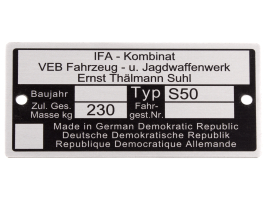 IFA - Kombinat
VEB Fahrzeug - u. Jagdwaffenwerk
Ernst Thälmann Suhl
Baujahr Typ S50
Zul. Ges. Masse kg 230 Fahr- gest.Nr.
Made in German Demokratic Republic
Deutsche Demokratische Republik
Republique Democratique Allemande